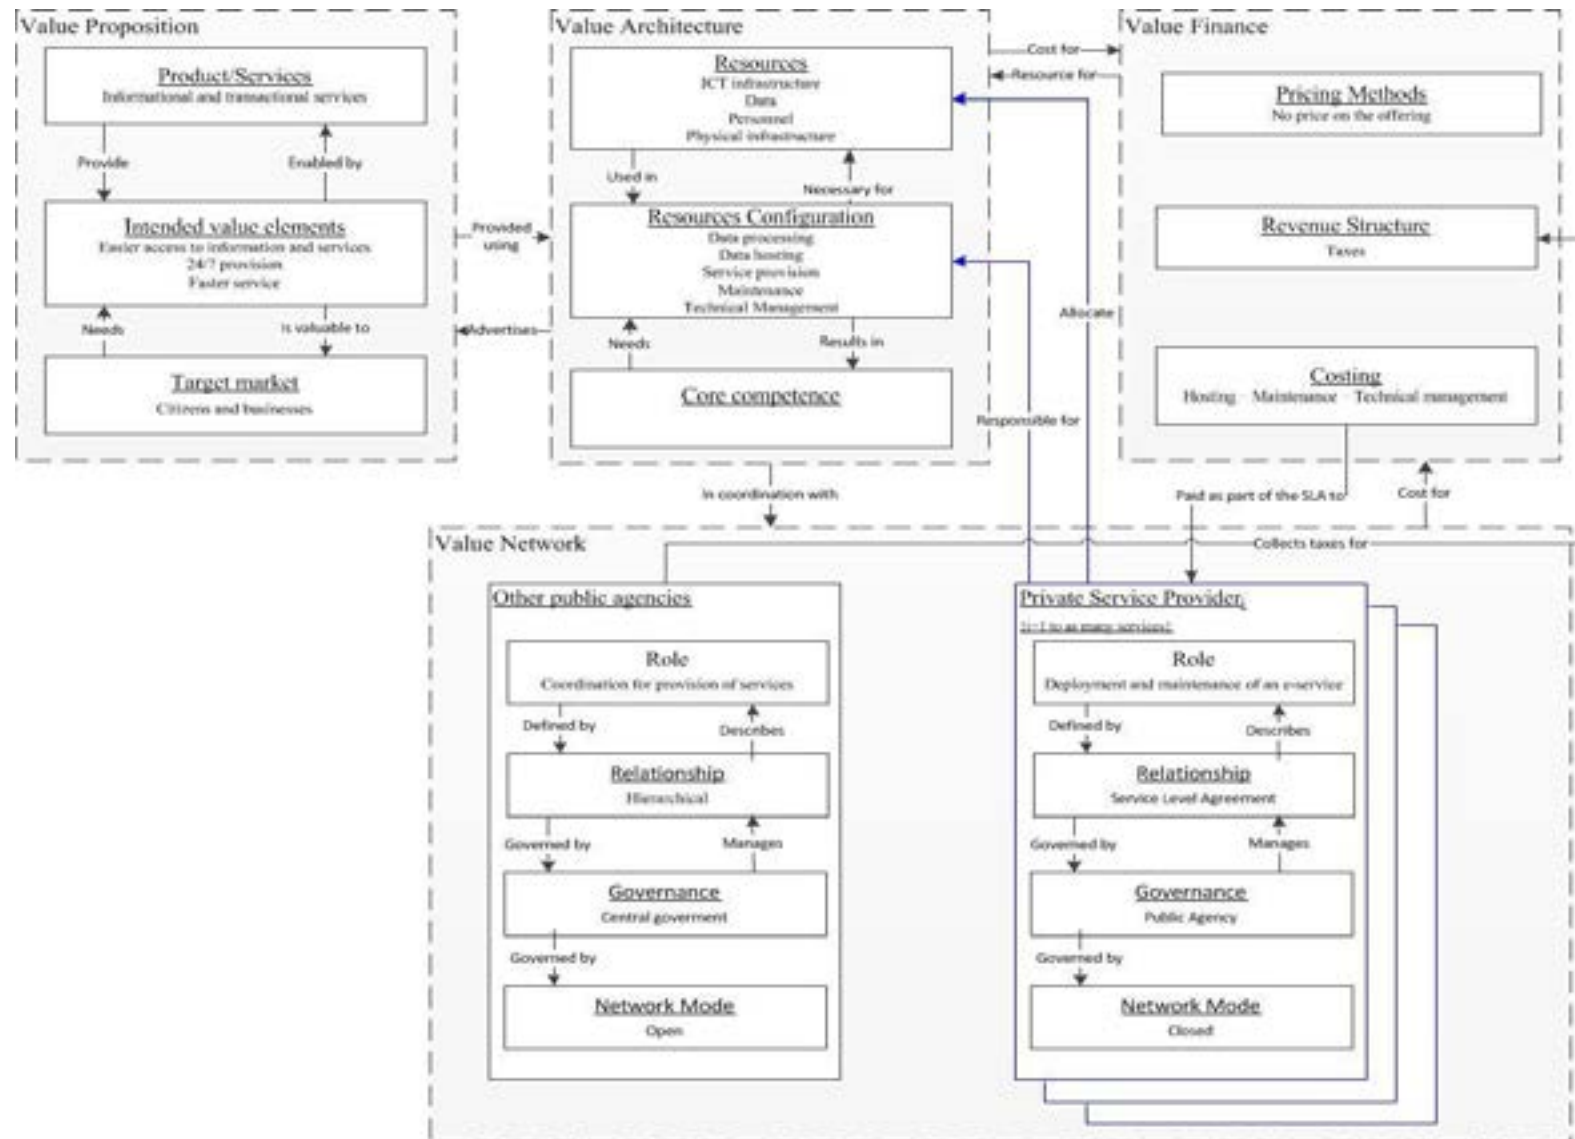 Value Proposition
Product/Services
Informational and transactional services
Provide
Enabled by
Intended value elements
Easier access to information and services
24/7 provision
Faster service
Needs
is valuable to
Target market
Citizens and businesses
Provided
using
Advertises
Value Architecture
Resources
ICT infrastructure
Data
Personnel
Physical infrastructure
Used in
Necessary for
Resources Configuration
Data processing
Data hosting
Service provision
Maintenance
Technical Management
Needs
Results in
Core competence
Cost for
Resource for
Allocate
Responsible for
Value Finance
Pricing Methods
No price on the offering
Revenue Structure
Taxes
Costing
Hosting Maintenance Technical management
In coordination with
Paid as part of the SLA to
Cost for
Value Network
Collects taxes for
Other public agencies
Role
Coordination for provision of services
Defined by
Describes
Relationship
Hierarchical
Governed by
Manages
Governance
Central goverment
Governed by
Network Mode
Open
Private Service Provider
to as many services
Role
Deployment and maintenance of an e-service
Defined by
Describes
Relationship
Service Level Agreement
Governed by
Manages
Governance
Public Agency
Governed by
Network Mode
Closed